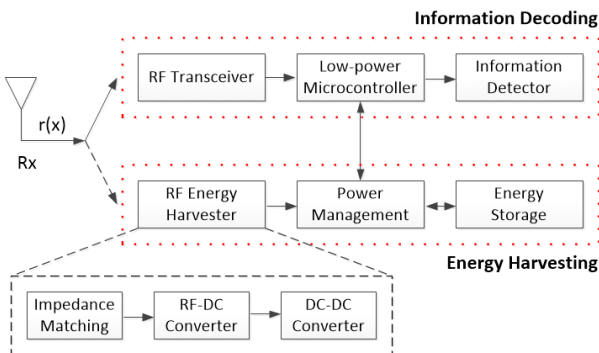 Information Decoding
RF Transceiver
Low-power
Microcontroller
Information
Detector
r(x)
Rx
RF Energy
Harvester
Power
Management
Energy
Storage
Energy Harvesting
Impedance
Matching
RF-DC
Converter
DC-DC
Converter